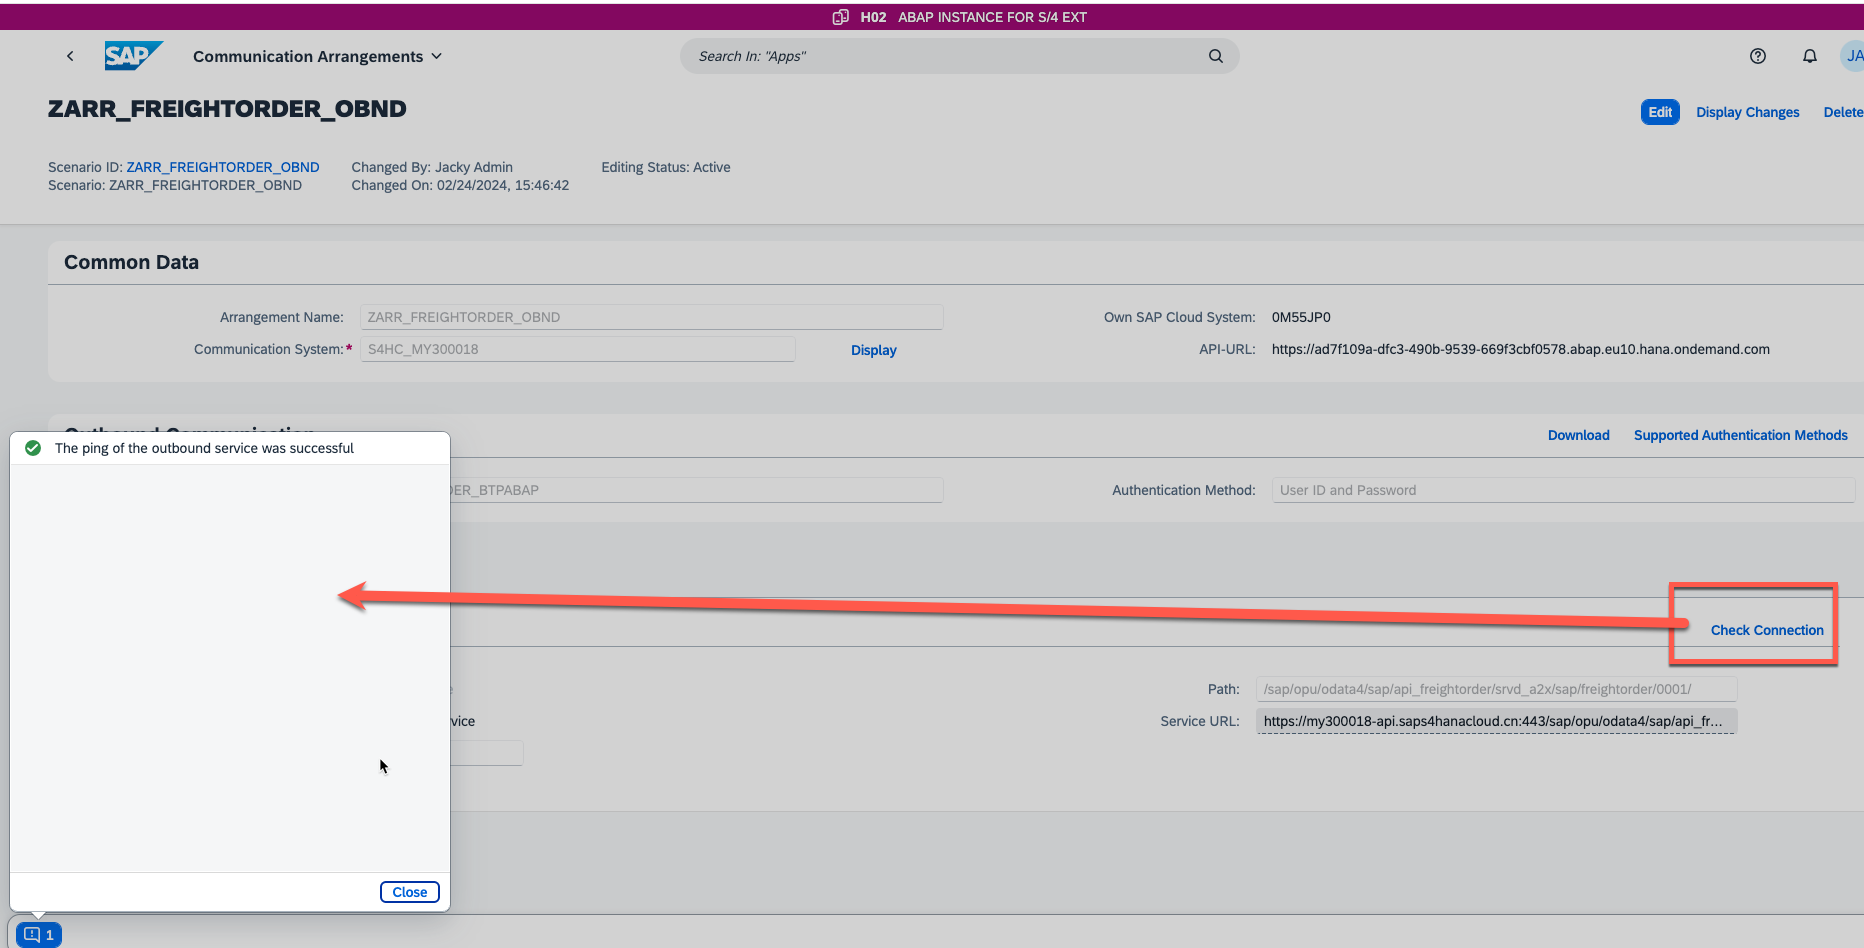 H02 ABAP INSTANCE FOR S/4 EXT
SAP Communication Arrangements Search In: "Apps" JA
ZARR_FREIGHTORDER_OBND
Edit Display Changes Delete
Scenario ID: ZARR_FREIGHTORDER_OBND Changed By: Jacky Admin Editing Status: Active
Scenario: ZARR_FREIGHTORDER_OBND Changed On: 02/24/2024, 15:46:42
Common Data
Arrangement Name: ZARR_FREIGHTORDER_OBND Own SAP Cloud System: 0M55JP0
Communication System:* S4HC_MY300018 Display API-URL: https://ad7f109a-dfc3-490b-9539-669f3cbf0578.abap.eu10.hana.ondemand.com
Outbound Communication Download Supported Authentication Methods
The ping of the outbound service was successful
DER_BTPABAP Authentication Method: User ID and Password
Check Connection
Path: /sap/opu/odata4/sap/api_freightorder/srvd_a2x/sap/freightorder/0001/
vice Service URL: https://my300018-api.saps4hanacloud.cn:443/sap/opu/odata4/sap/api_fr...
Close
1